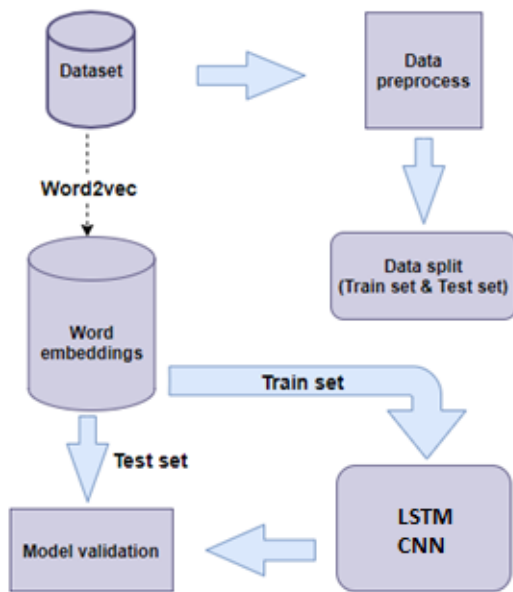 Dataset
Data
preprocess
Word2vec
Data split
(Train set & Test set)
Word
embeddings
Train set
Test set
LSTM
CNN
Model validation